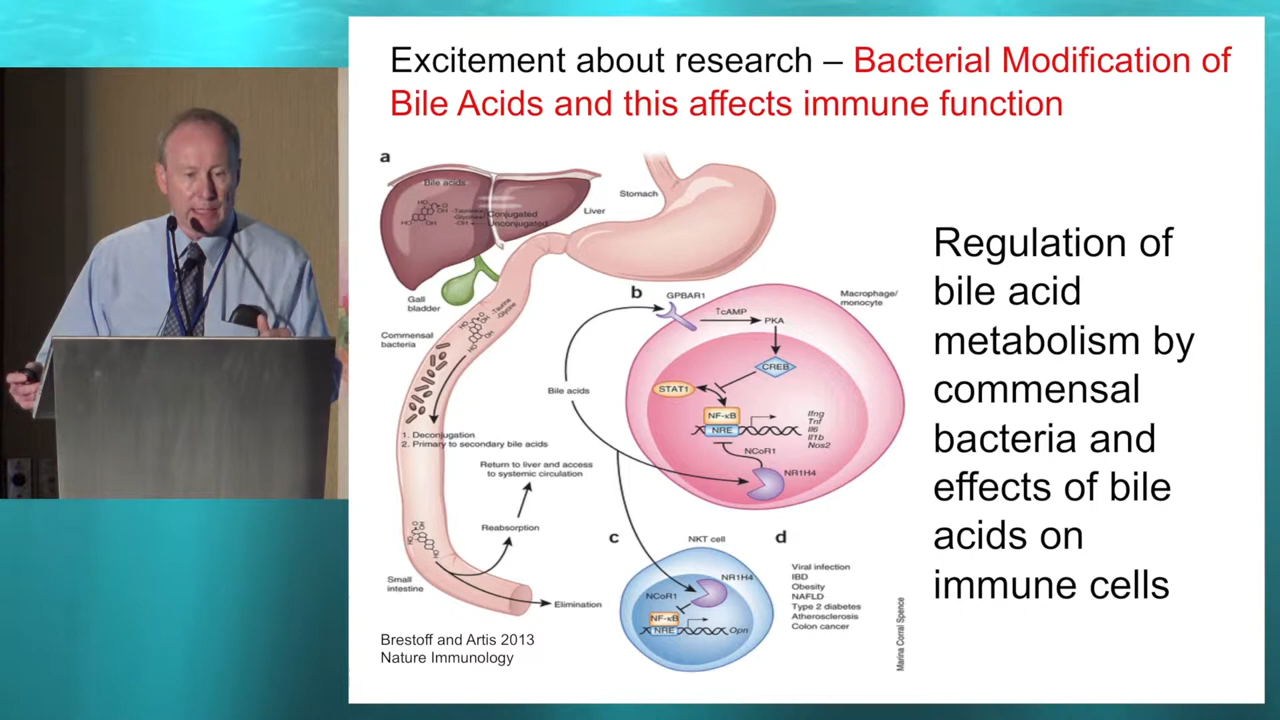 Excitement about research – Bacterial Modification of
Bile Acids and this affects immune function
a
Bile acids
HO
OH
HO
OH
-Taurine
-Glycine
-OH
Conjugated
Unconjugated
Stomach
Liver
Gall
bladder
-Taurine
-Glycine
Commensal
bacteria
1. Deconjugation
2. Primary to secondary bile acids
Return to liver and access
to systemic circulation
Reabsorption
Small
intestine
Elimination
b
GPBAR1
Macrophage/
monocyte
↑cAMP
PKA
CREB
STAT1
NF-κB
NRE
Ifng
Tnf
Il6
Il1b
Nos2
NCoR1
NR1H4
Bile acids
c
NKT cell
NR1H4
NCoR1
NF-κB
NRE
Opn
d
Viral infection
IBD
Obesity
NAFLD
Type 2 diabetes
Atherosclerosis
Colon cancer
Marina Corral Spence
Brestoff and Artis 2013
Nature Immunology
Regulation of
bile acid
metabolism by
commensal
bacteria and
effects of bile
acids on
immune cells